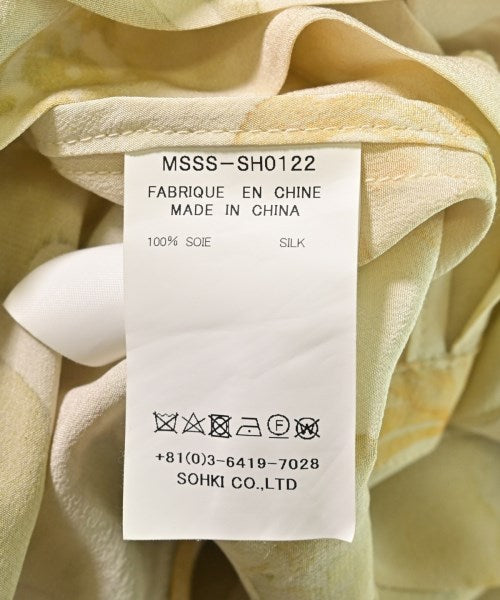 MSSS-SH0122
FABRIQUE EN CHINE
MADE IN CHINA
100% SOIE SILK
+81(0)3-6419-7028
SOHKI CO.,LTD